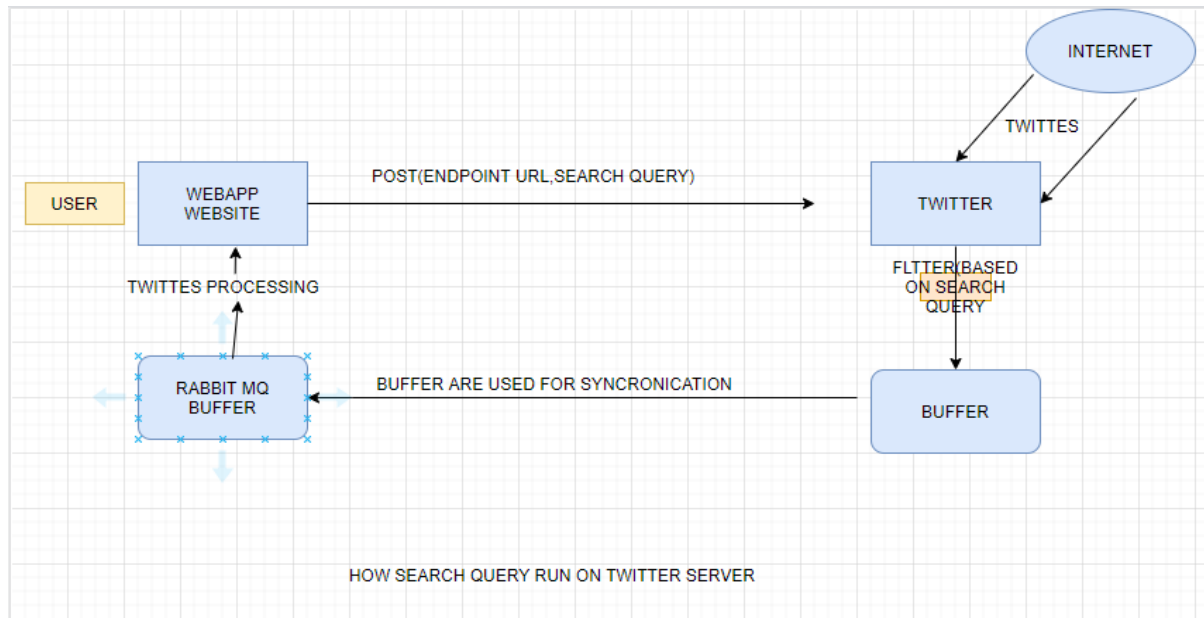 INTERNET
TWITTES
POST(ENDPOINT URL,SEARCH QUERY)
USER
WEBAPP
WEBSITE
TWITTER
FLTTER(BASED
ON SEARCH
QUERY
TWITTES PROCESSING
RABBIT MQ
BUFFER
BUFFER ARE USED FOR SYNCRONICATION
BUFFER
HOW SEARCH QUERY RUN ON TWITTER SERVER